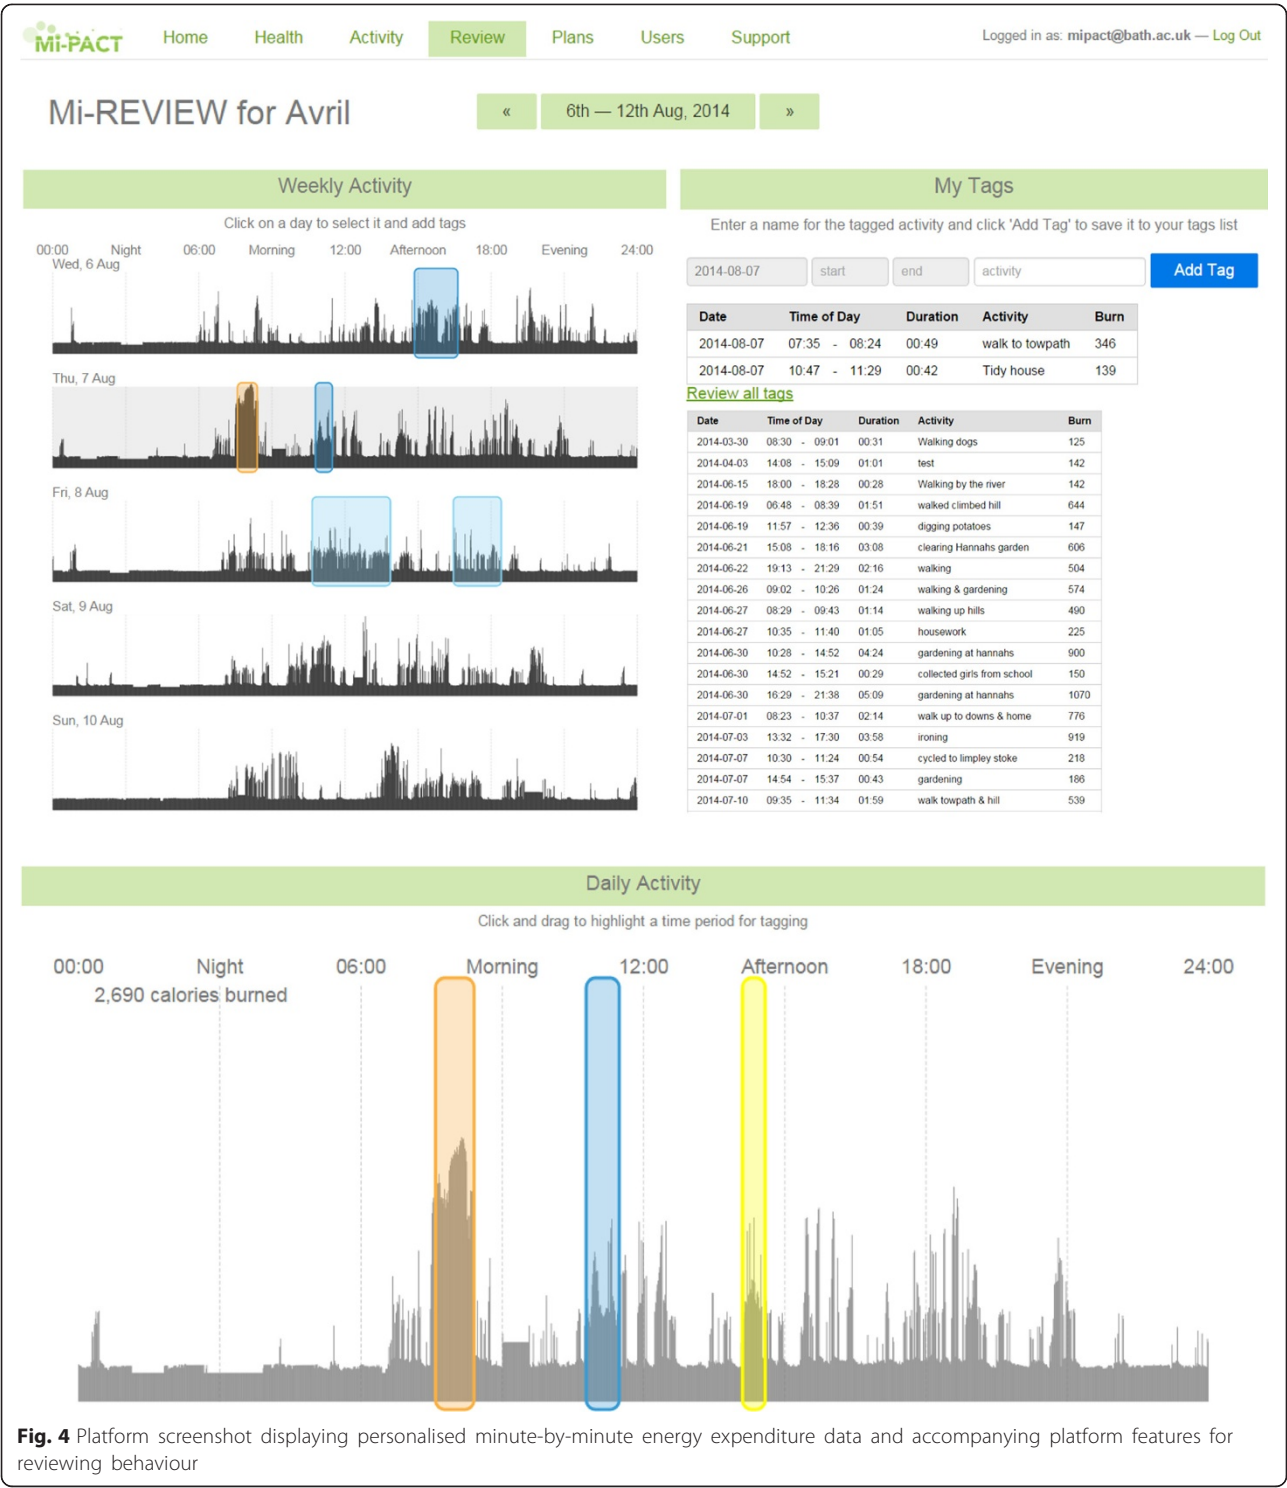 Mi-PACT Home Health Activity Review Plans Users Support Logged in as: mipact@bath.ac.uk — Log Out
Mi-REVIEW for Avril « 6th — 12th Aug, 2014 »
Weekly Activity
Click on a day to select it and add tags
00:00 Night 06:00 Morning 12:00 Afternoon 18:00 Evening 24:00
Wed, 6 Aug
Thu, 7 Aug
Fri, 8 Aug
Sat, 9 Aug
Sun, 10 Aug
My Tags
Enter a name for the tagged activity and click 'Add Tag' to save it to your tags list
2014-08-07 start end activity Add Tag
Date Time of Day Duration Activity Burn
2014-08-07 07:35 - 08:24 00:49 walk to towpath 346
2014-08-07 10:47 - 11:29 00:42 Tidy house 139
Review all tags
Date Time of Day Duration Activity Burn
2014-03-30 08:30 - 09:01 00:31 Walking dogs 125
2014-04-03 14:08 - 15:09 01:01 test 142
2014-06-15 18:00 - 18:28 00:28 Walking by the river 142
2014-06-19 06:48 - 08:39 01:51 walked climbed hill 644
2014-06-19 11:57 - 12:36 00:39 digging potatoes 147
2014-06-21 15:08 - 18:16 03:08 clearing Hannahs garden 606
2014-06-22 19:13 - 21:29 02:16 walking 504
2014-06-26 09:02 - 10:26 01:24 walking & gardening 574
2014-06-27 08:29 - 09:43 01:14 walking up hills 490
2014-06-27 10:35 - 11:40 01:05 housework 225
2014-06-30 10:28 - 14:52 04:24 gardening at hannahs 900
2014-06-30 14:52 - 15:21 00:29 collected girls from school 150
2014-06-30 16:29 - 21:38 05:09 gardening at hannahs 1070
2014-07-01 08:23 - 10:37 02:14 walk up to downs & home 776
2014-07-03 13:32 - 17:30 03:58 ironing 919
2014-07-07 10:30 - 11:24 00:54 cycled to limpley stoke 218
2014-07-07 14:54 - 15:37 00:43 gardening 186
2014-07-10 09:35 - 11:34 01:59 walk towpath & hill 539
Daily Activity
Click and drag to highlight a time period for tagging
00:00 Night 06:00 Morning 12:00 Afternoon 18:00 Evening 24:00
2,690 calories burned
Fig. 4 Platform screenshot displaying personalised minute-by-minute energy expenditure data and accompanying platform features for
reviewing behaviour